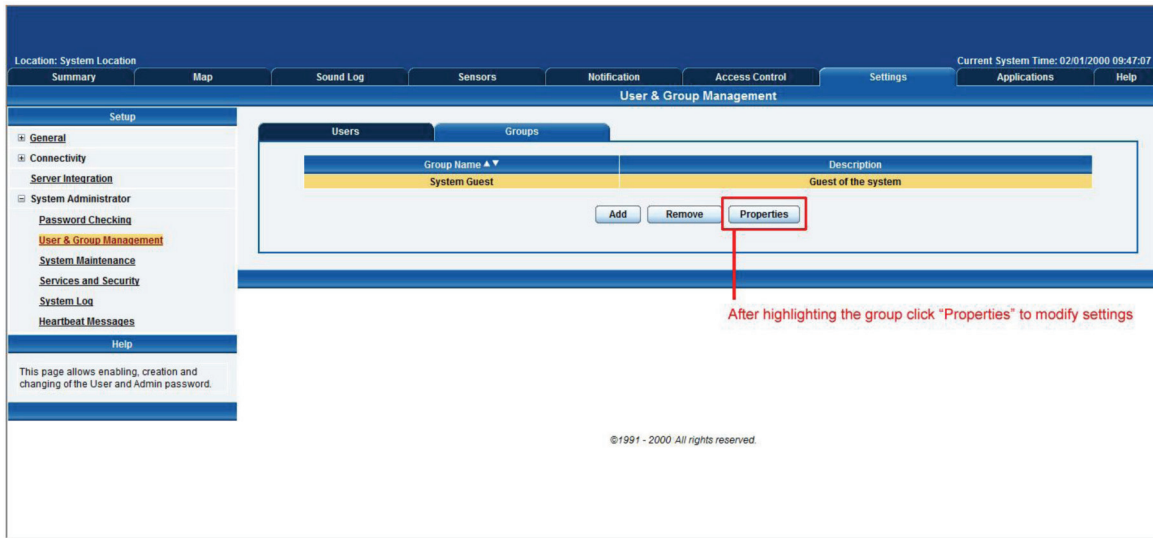 Location: System Location
Current System Time: 02/01/2000 09:47:07
Summary Map Sound Log Sensors Notification Access Control Settings Applications Help
User & Group Management
Setup
General
Connectivity
Server Integration
System Administrator
Password Checking
User & Group Management
System Maintenance
Services and Security
System Log
Heartbeat Messages
Help
This page allows enabling, creation and
changing of the User and Admin password.
Users Groups
Group Name ▲▼ Description
System Guest Guest of the system
Add Remove Properties
After highlighting the group click “Properties” to modify settings
©1991 - 2000 All rights reserved.